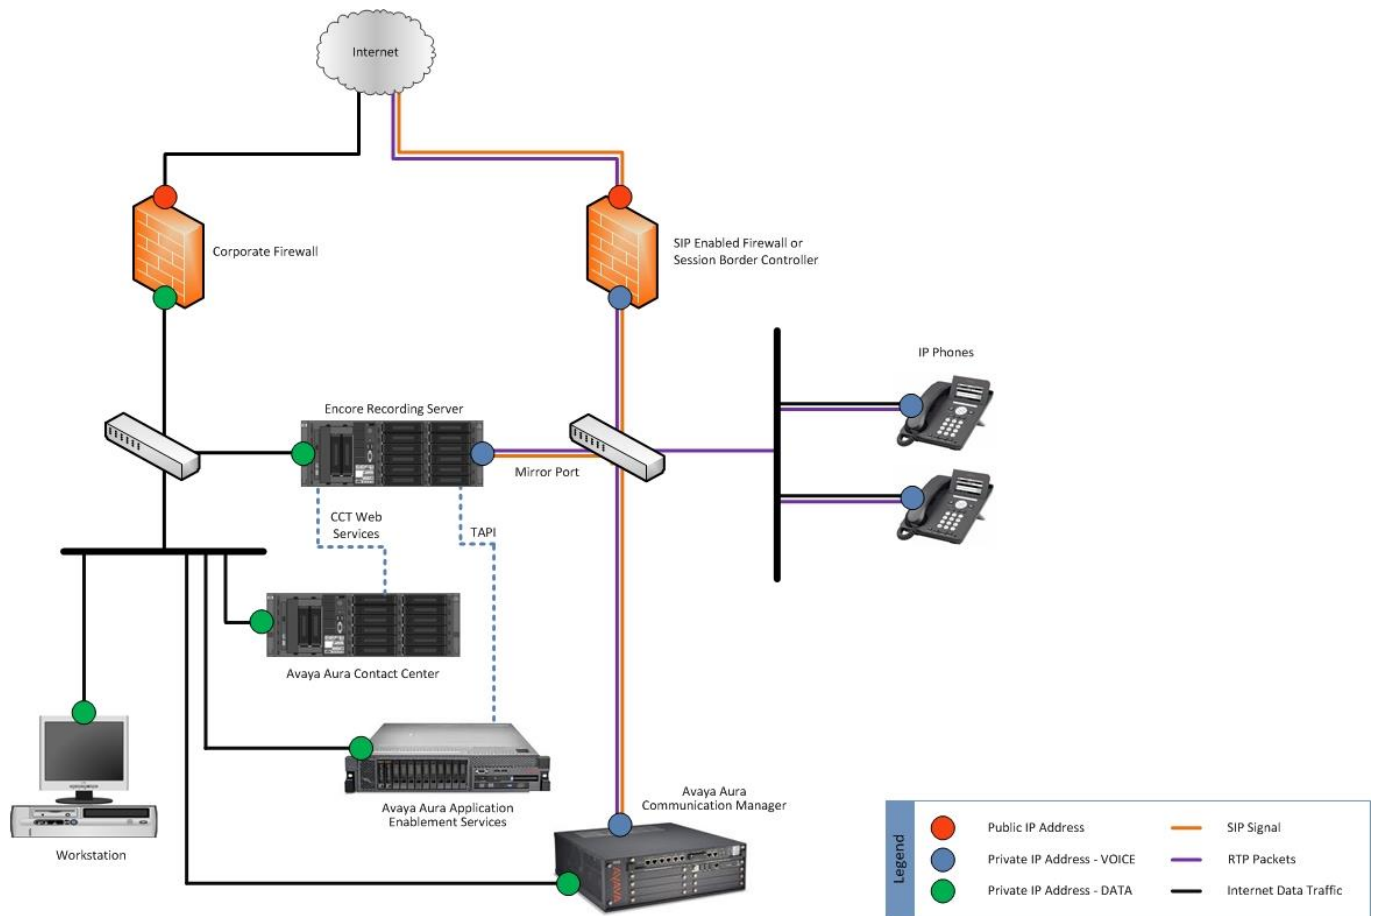 Internet
Corporate Firewall
SIP Enabled Firewall or
Session Border Controller
IP Phones
Encore Recording Server
Mirror Port
CCT Web
Services
TAPI
Avaya Aura Contact Center
Avaya Aura Application
Enablement Services
Avaya Aura
Communication Manager
Workstation
AVAYA
Legend
Public IP Address
SIP Signal
Private IP Address - VOICE
RTP Packets
Private IP Address - DATA
Internet Data Traffic